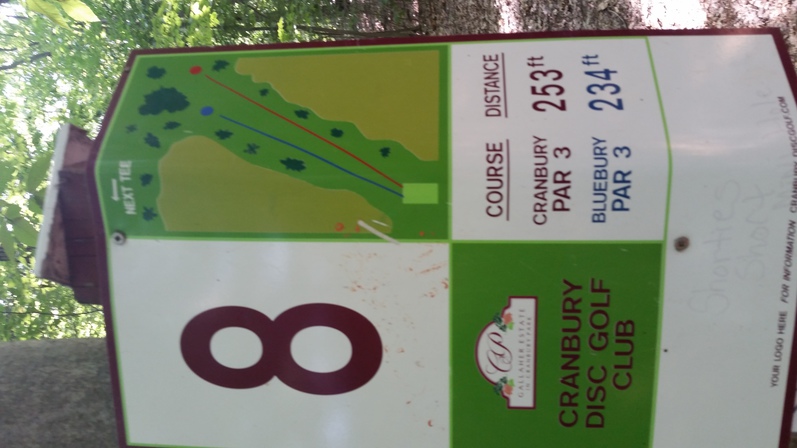 8
← NEXT TEE
CP
GALLAHER ESTATE
IN CRANBURY PARK
CRANBURY
DISC GOLF
CLUB
COURSE DISTANCE
CRANBURY
PAR 3 253ft
BLUEBURY
PAR 3 234ft
Shorties
Short
YOUR LOGO HERE FOR INFORMATION CRANBURYDISCGOLF.COM